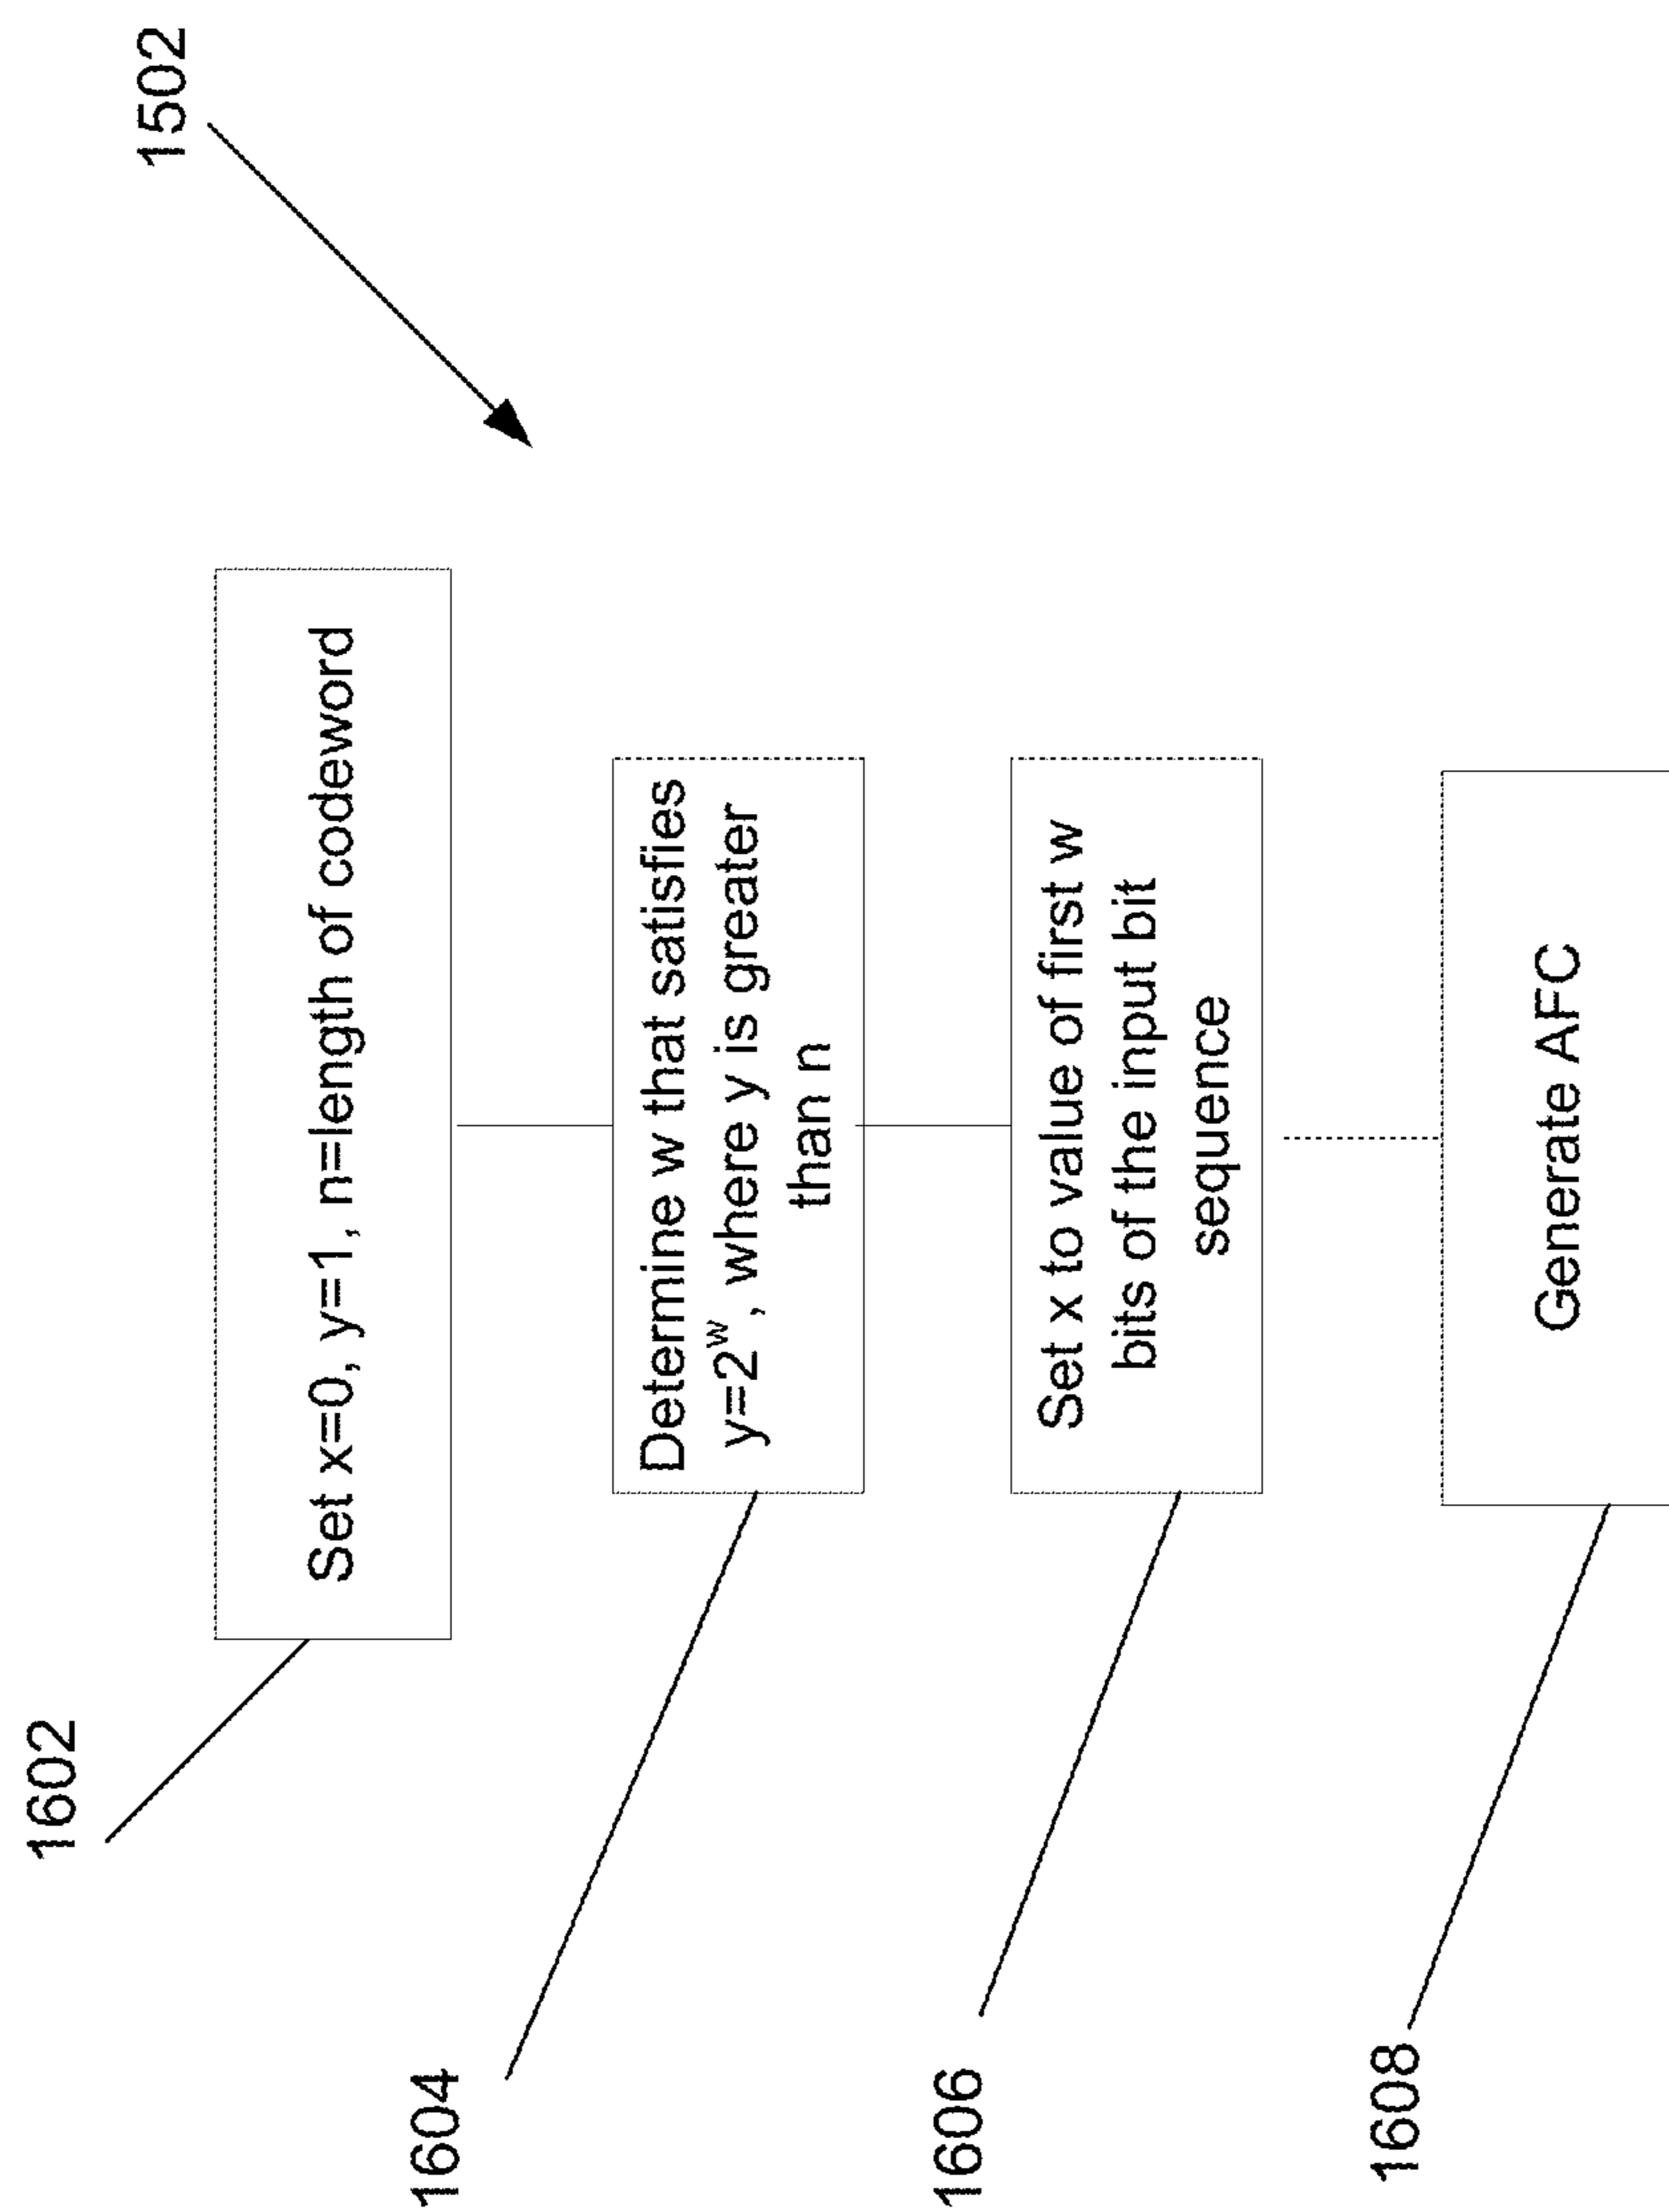 1502
1602
Set x=0, y=1, n=length of codeword
1604
Determine w that satisfies
y=2^w, where y is greater
than n
1606
Set x to value of first w
bits of the input bit
sequence
1608
Generate AFC